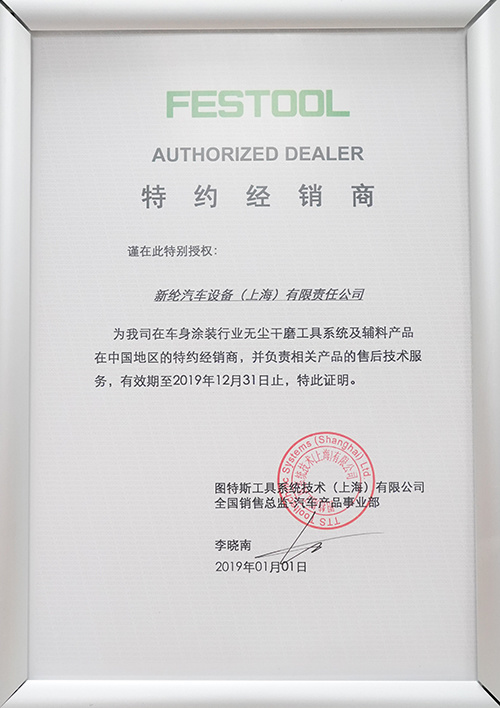 FESTOOL
AUTHORIZED DEALER
特约经销商
谨在此特别授权：
新纶汽车设备（上海）有限责任公司
为我司在车身涂装行业无尘干磨工具系统及辅料产品
在中国地区的特约经销商，并负责相关产品的售后技术服
务，有效期至2019年12月31日止，特此证明。
图特斯工具系统技术（上海）有限公司
全国销售总监-汽车产品事业部
李晓南
2019年01月01日
Systems (Shanghai) Ltd
TTS